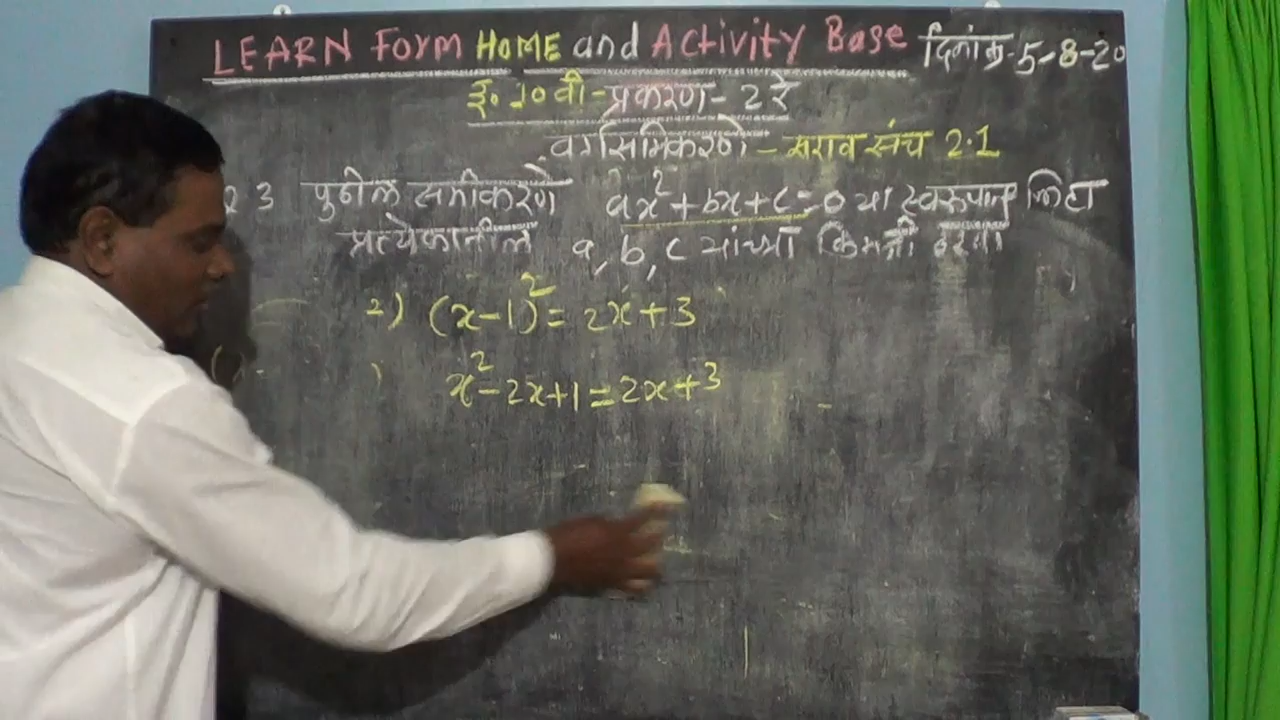 LEARN Form HOME and Activity Base दिनांक-5-8-20
इ. 10 वी - प्रकरण - 2 रे
वर्गसमिकरणे - सराव संच 2.1
2 3 पुढील समीकरणे ax²+bx+c=0 या स्वरूपात लिहा
प्रत्येकातील a, b, c यांच्या किमती ठरवा
2) (x-1)² = 2x+3
x²-2x+1=2x+3